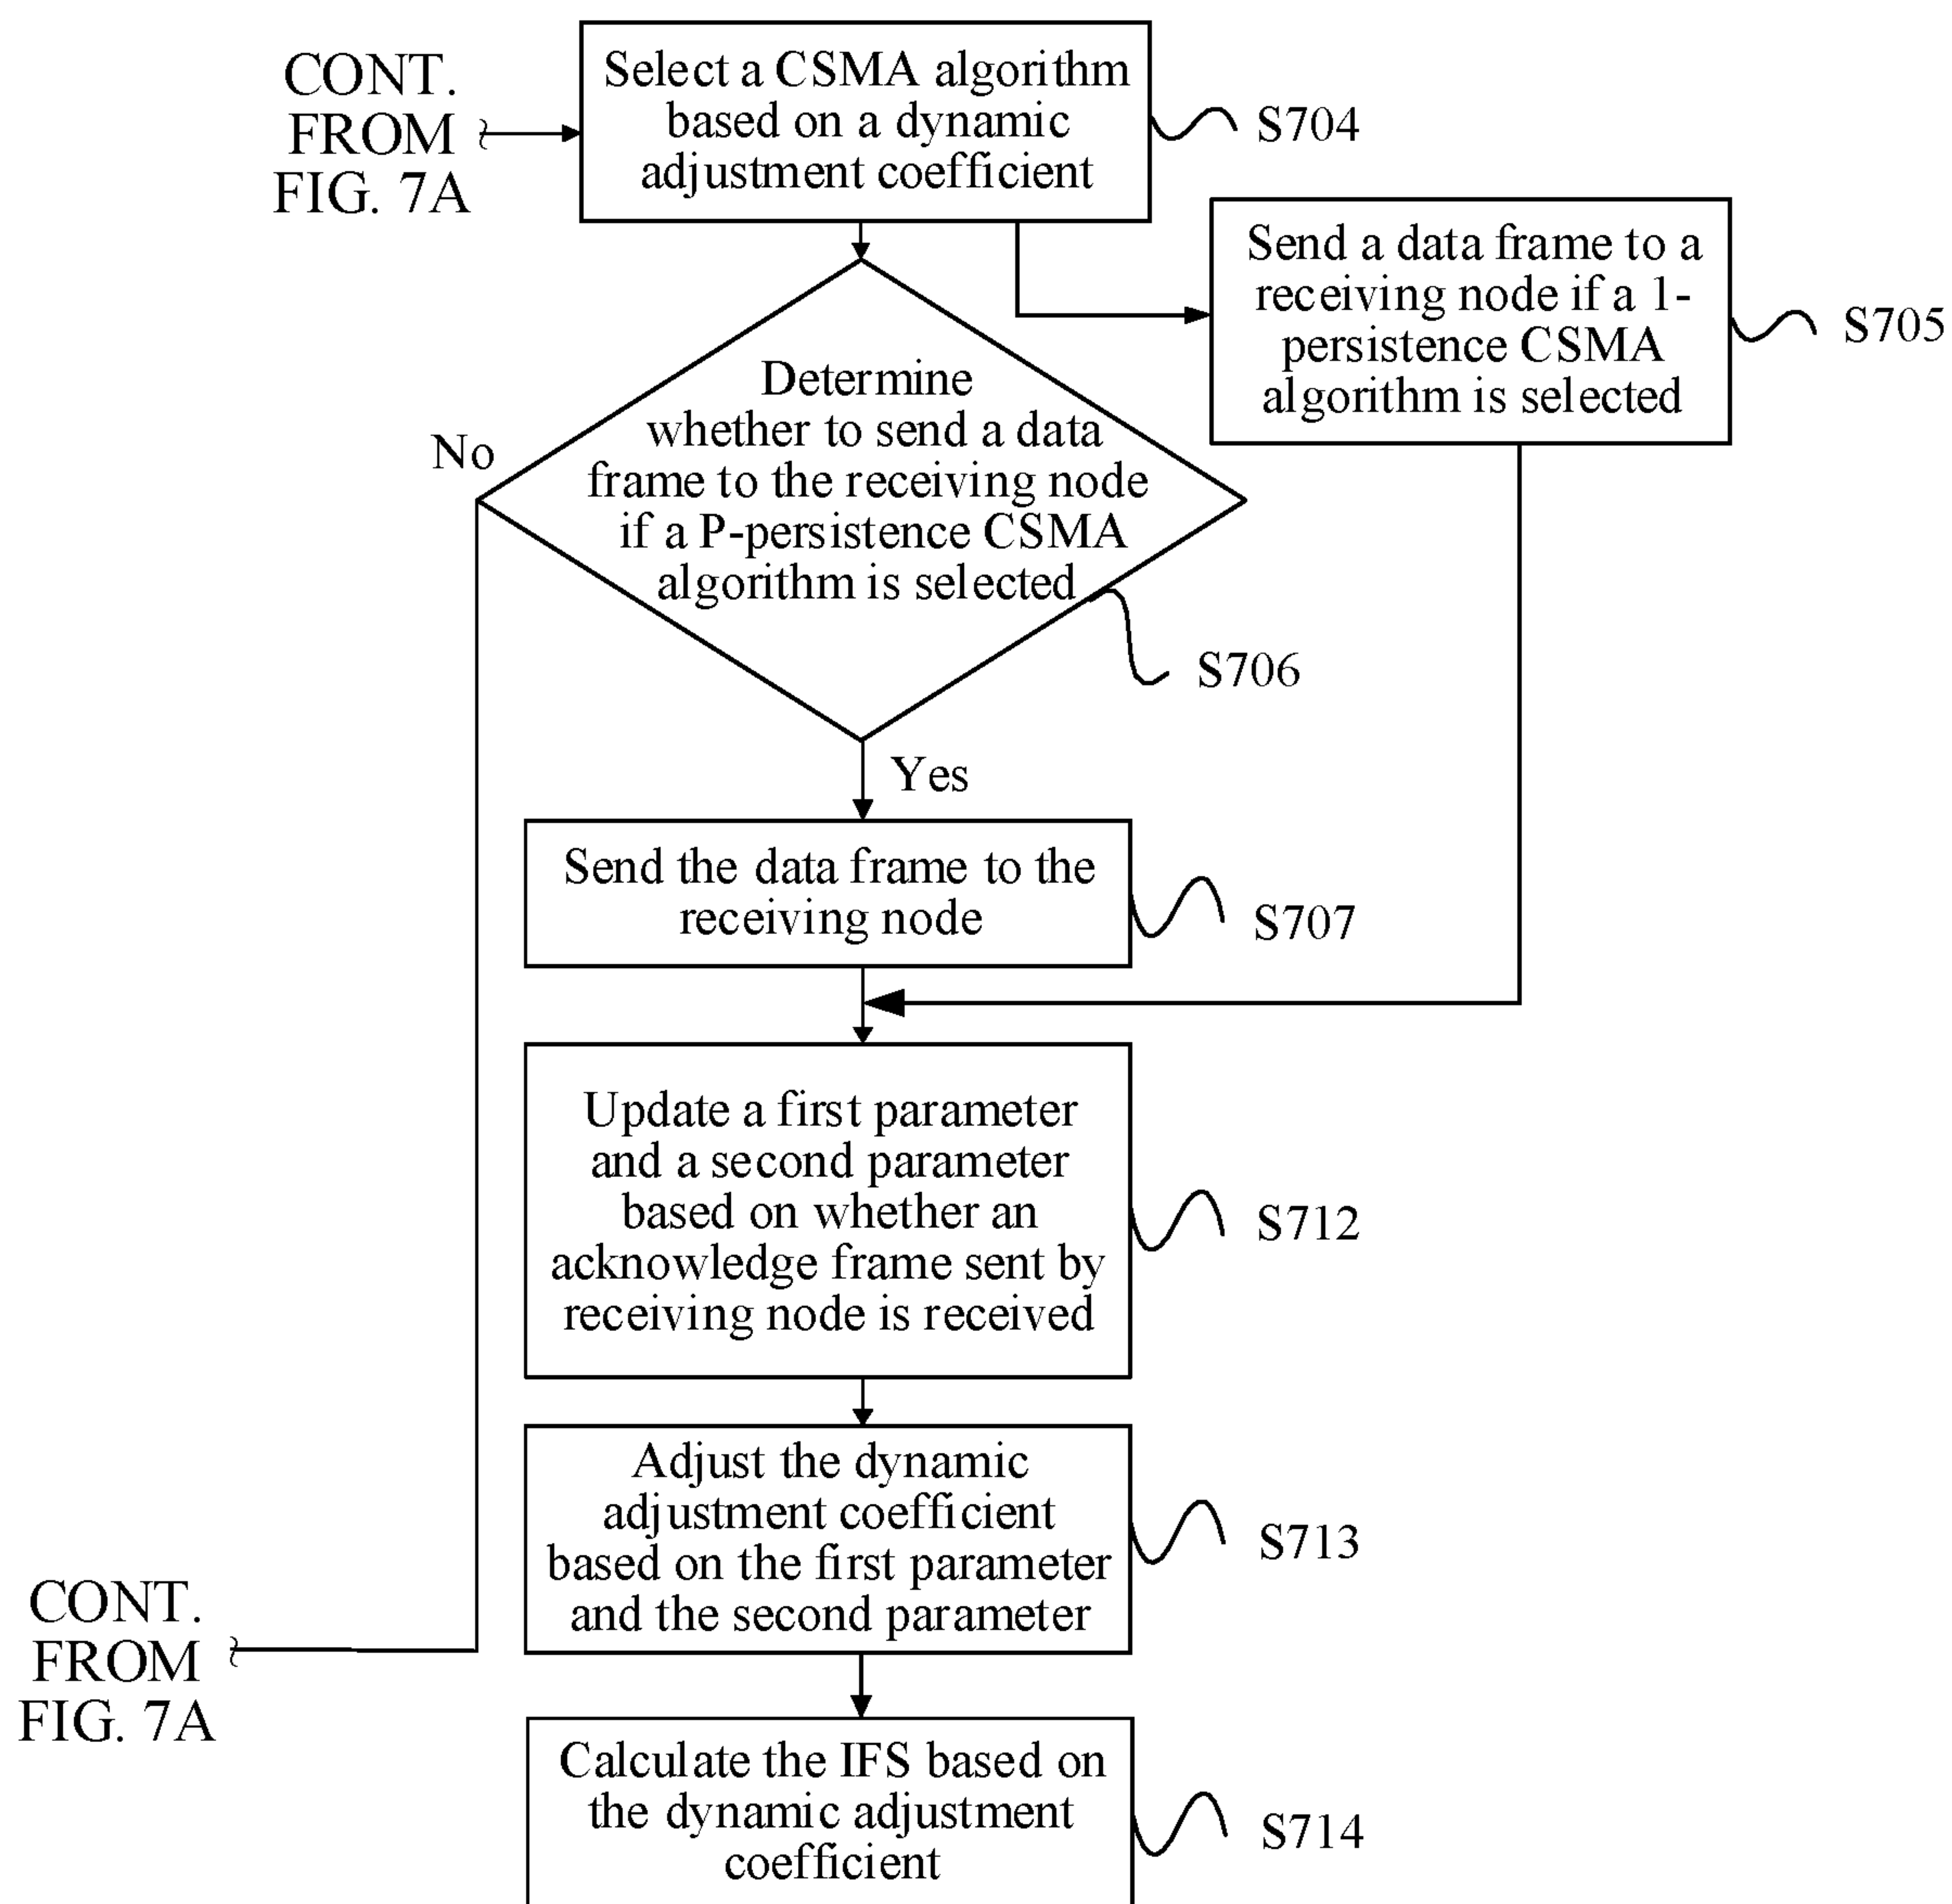 CONT.
FROM
FIG. 7A
Select a CSMA algorithm
based on a dynamic
adjustment coefficient
S704
Send a data frame to a
receiving node if a 1-
persistence CSMA
algorithm is selected
S705
Determine
whether to send a data
frame to the receiving node
if a P-persistence CSMA
algorithm is selected
No
S706
Yes
Send the data frame to the
receiving node
S707
Update a first parameter
and a second parameter
based on whether an
acknowledge frame sent by
receiving node is received
S712
Adjust the dynamic
adjustment coefficient
based on the first parameter
and the second parameter
S713
CONT.
FROM
FIG. 7A
Calculate the IFS based on
the dynamic adjustment
coefficient
S714